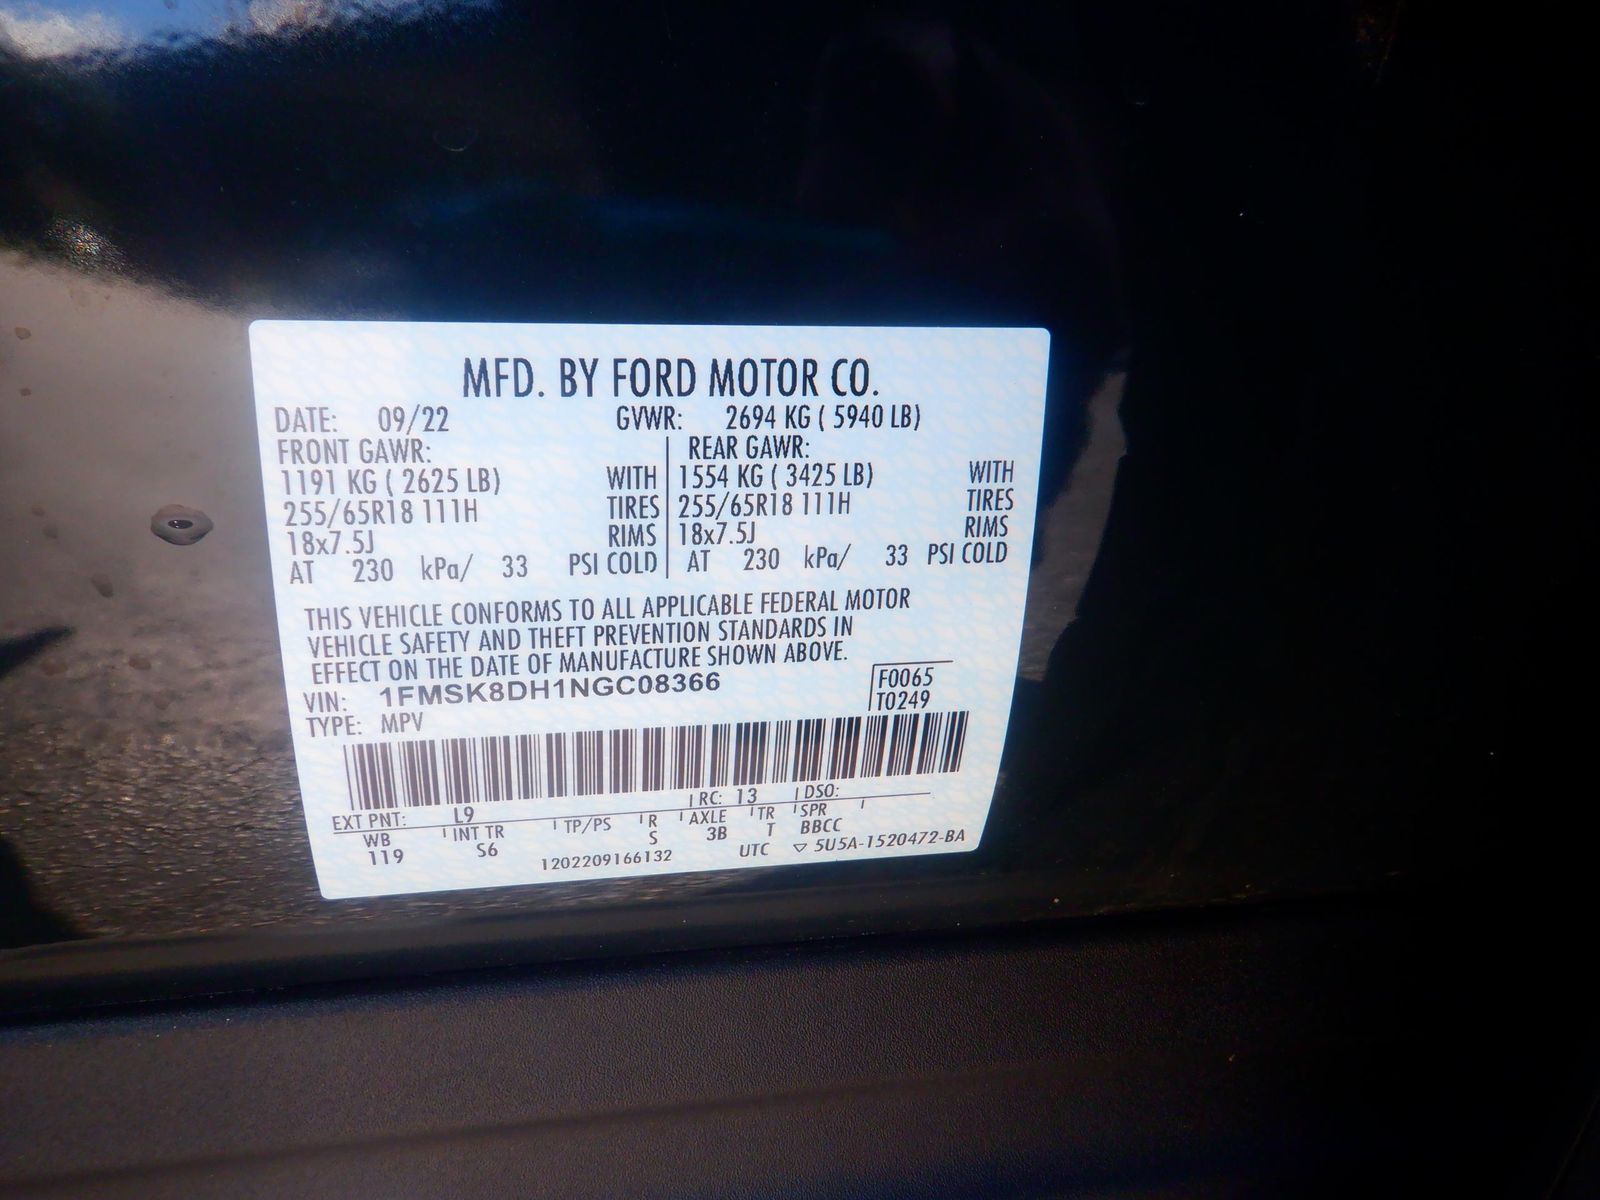 MFD. BY FORD MOTOR CO.
DATE: 09/22 GVWR: 2694 KG ( 5940 LB)
FRONT GAWR: REAR GAWR:
1191 KG ( 2625 LB) WITH 1554 KG ( 3425 LB) WITH
255/65R18 111H TIRES 255/65R18 111H TIRES
18x7.5J RIMS 18x7.5J RIMS
AT 230 kPa/ 33 PSI COLD AT 230 kPa/ 33 PSI COLD
THIS VEHICLE CONFORMS TO ALL APPLICABLE FEDERAL MOTOR
VEHICLE SAFETY AND THEFT PREVENTION STANDARDS IN
EFFECT ON THE DATE OF MANUFACTURE SHOWN ABOVE.
VIN: 1FMSK8DH1NGC08366 F0065
TYPE: MPV T0249
EXT PNT: L9 RC: 13 DSO:
WB INT TR TP/PS R AXLE TR SPR
119 S6 S 3B T BBCC
1202209166132 UTC ▽ 5U5A-1520472-BA